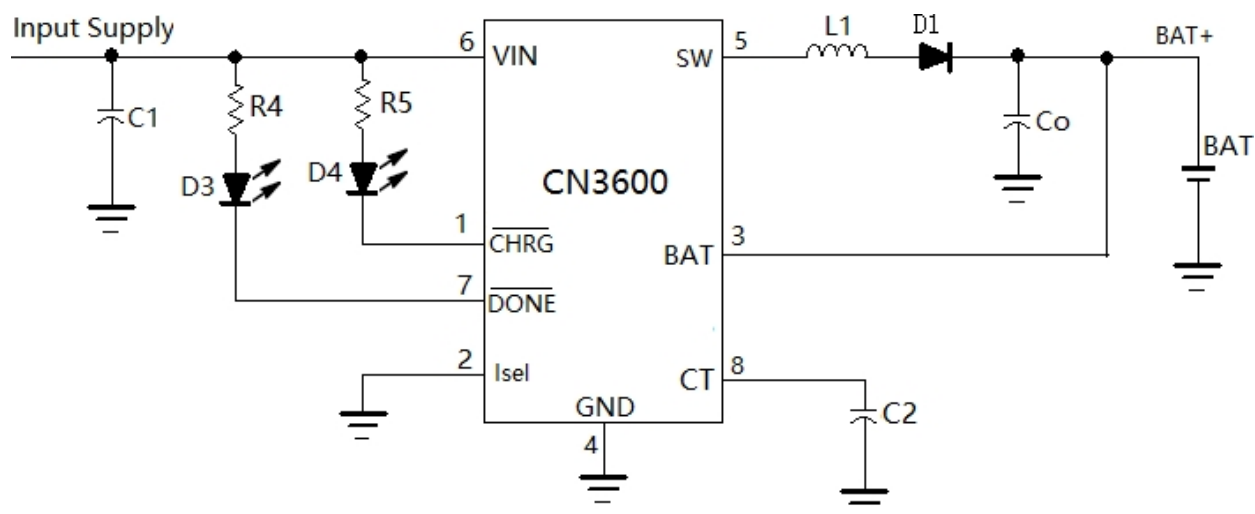 Input Supply
C1
R4
R5
D3
D4
6
VIN
1
CHRG
7
DONE
2
Isel
CN3600
GND
4
SW
5
L1
D1
BAT+
Co
BAT
BAT
3
CT
8
C2